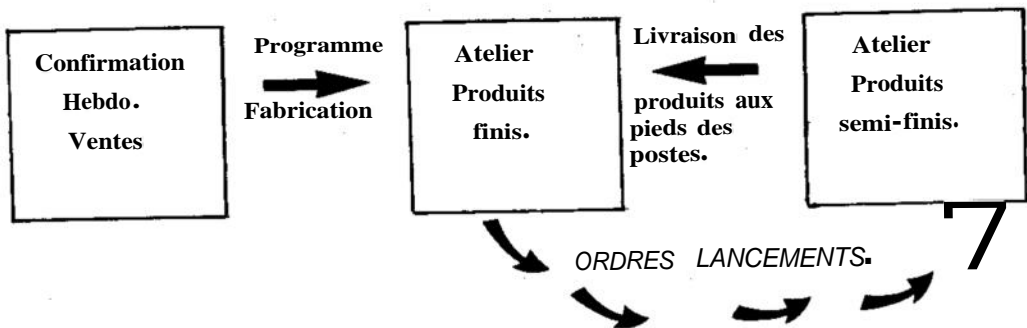 Confirmation
Hebdo.
Ventes
Programme
Fabrication
Atelier
Produits
finis.
Livraison des
produits aux
pieds des
postes.
Atelier
Produits
semi-finis.
ORDRES LANCEMENTS.
7